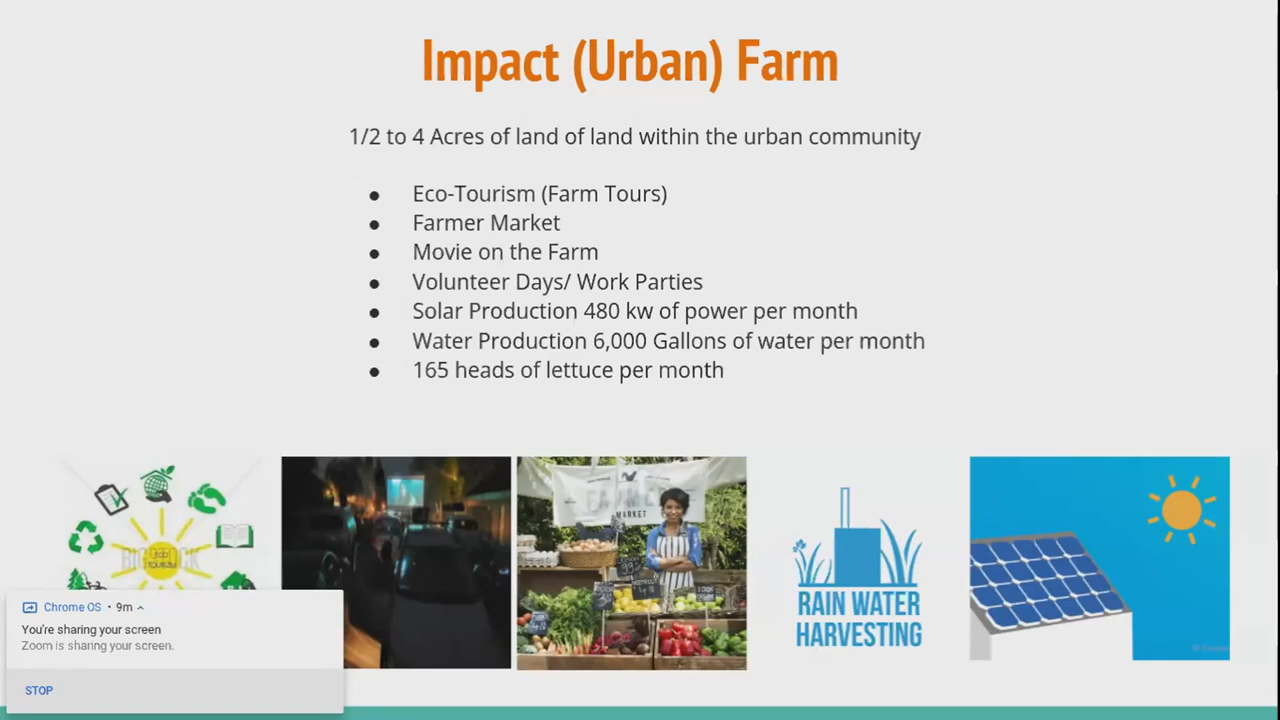 Impact (Urban) Farm
1/2 to 4 Acres of land of land within the urban community
● Eco-Tourism (Farm Tours)
● Farmer Market
● Movie on the Farm
● Volunteer Days/ Work Parties
● Solar Production 480 kw of power per month
● Water Production 6,000 Gallons of water per month
● 165 heads of lettuce per month
ECO
TOURISM
MARKET
RAIN WATER
HARVESTING
Chrome OS • 9m
You're sharing your screen
Zoom is sharing your screen.
STOP